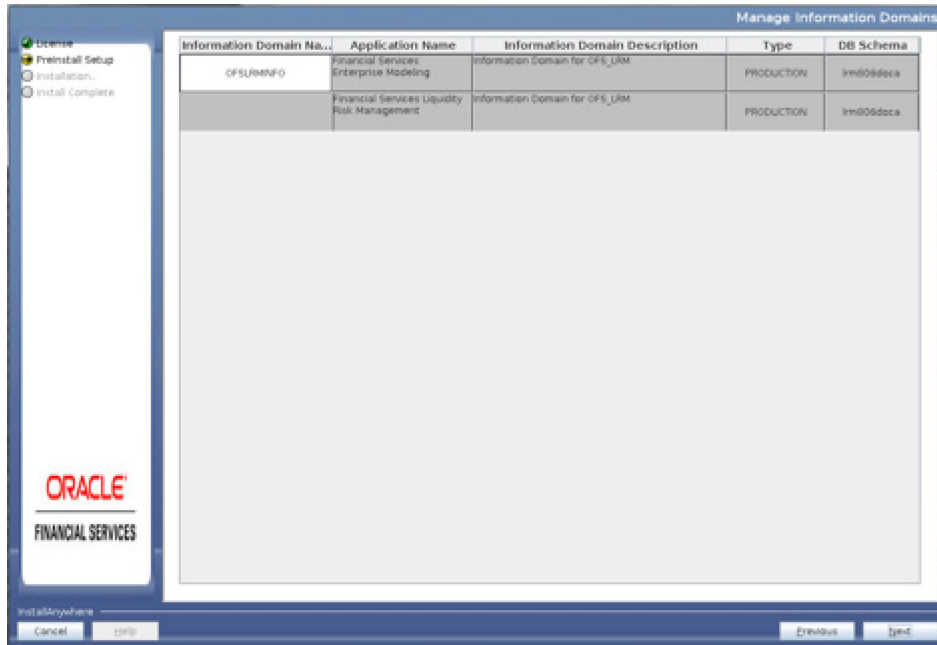 Manage Information Domains
License
Preinstall Setup
Installation..
Install Complete
Information Domain Na... Application Name Information Domain Description Type DB Schema
OFSLRMINFO Financial Services Enterprise Modeling Information Domain for OFS_LRM PRODUCTION lrm806doca
Financial Services Liquidity Risk Management Information Domain for OFS_LRM PRODUCTION lrm806doca
ORACLE
FINANCIAL SERVICES
InstallAnywhere
Cancel Help Previous Next